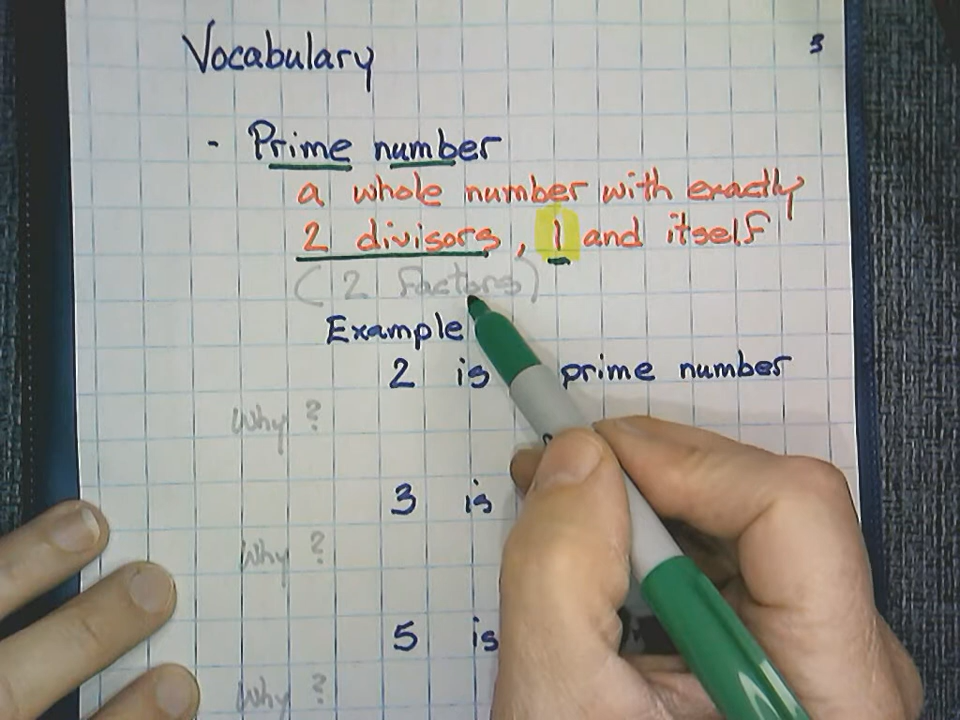 Vocabulary
3
- Prime number
a whole number with exactly
2 divisors, 1 and itself
(2 Factors)
Example
2 is prime number
Why?
3 is
Why?
5 is
Why?